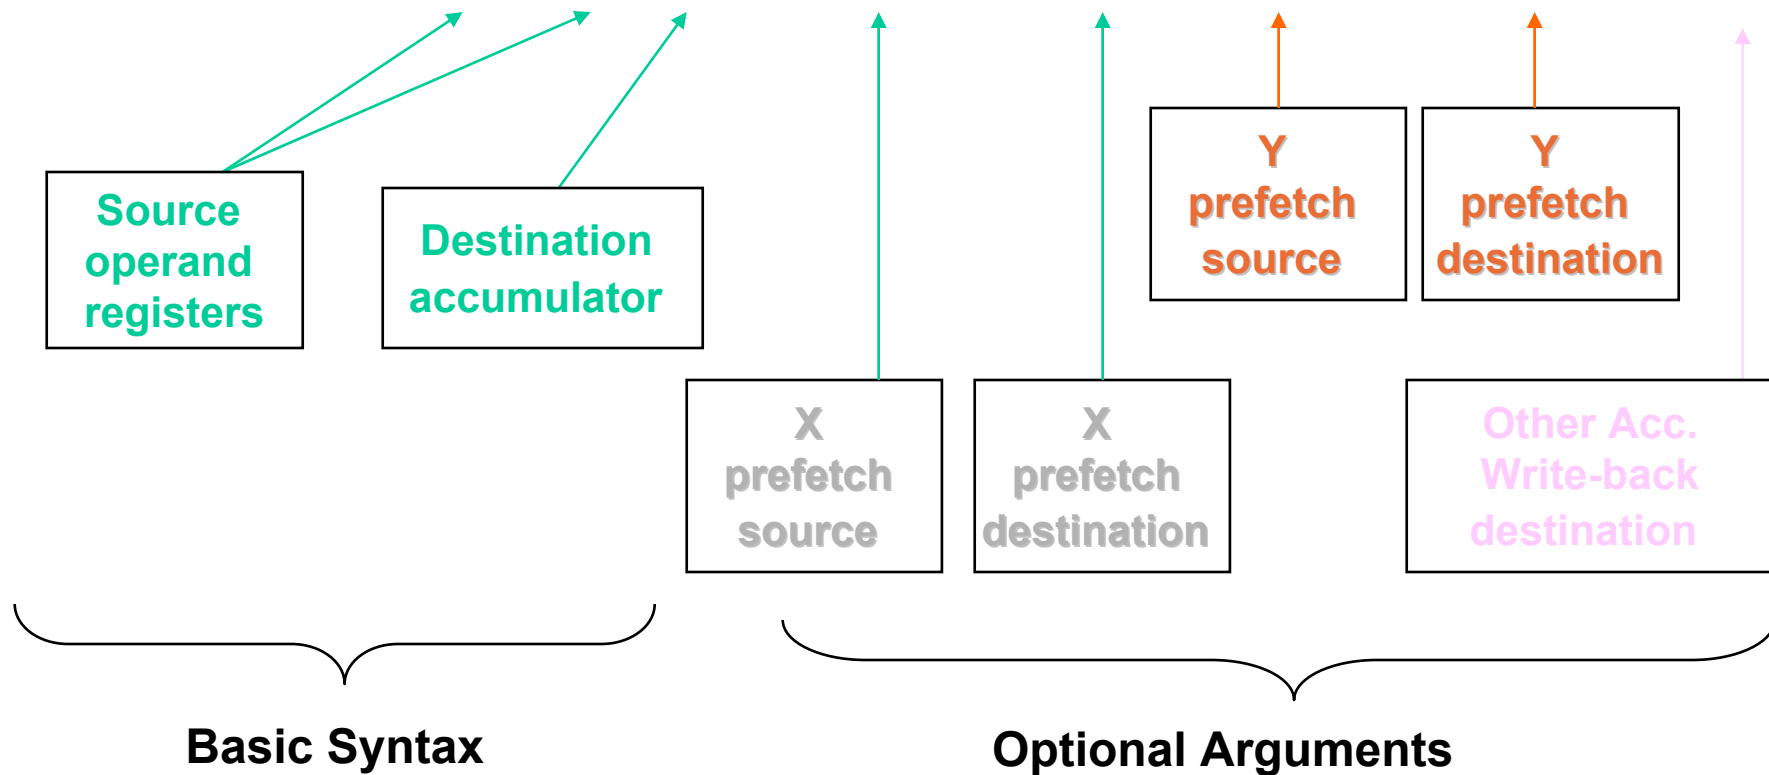 Source
operand
registers
Destination
accumulator
X
prefetch
source
X
prefetch
destination
Y
prefetch
source
Y
prefetch
destination
Other Acc.
Write-back
destination
Basic Syntax
Optional Arguments